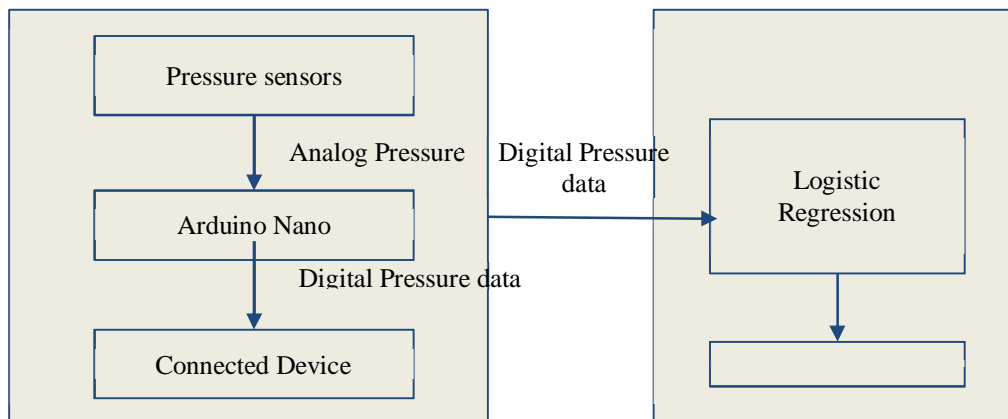 Pressure sensors
Analog Pressure
Arduino Nano
Digital Pressure data
Connected Device
Digital Pressure
data
Logistic
Regression